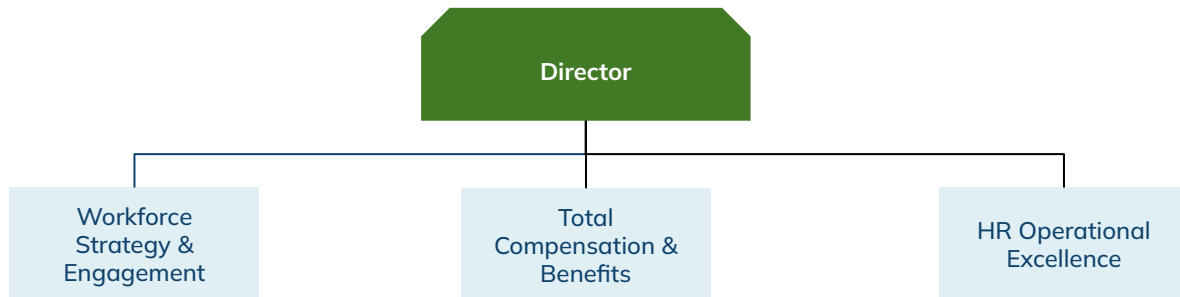 Director
Workforce
Strategy &
Engagement
Total
Compensation &
Benefits
HR Operational
Excellence